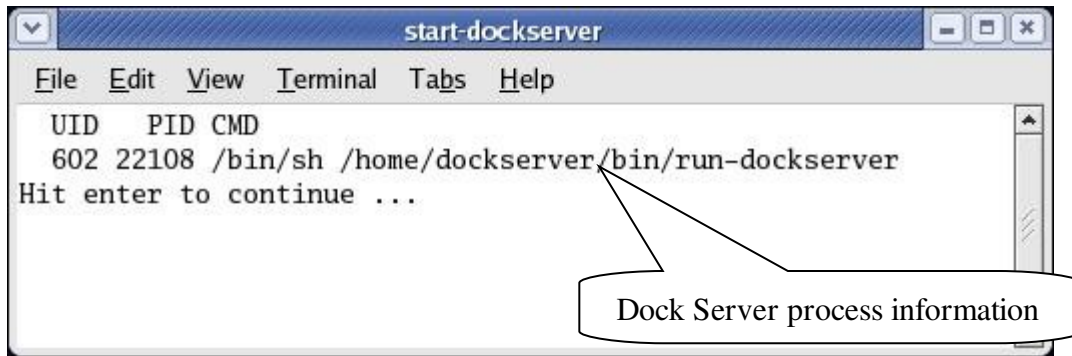 start-dockserver
File Edit View Terminal Tabs Help
UID PID CMD
602 22108 /bin/sh /home/dockserver/bin/run-dockserver
Hit enter to continue ...
Dock Server process information